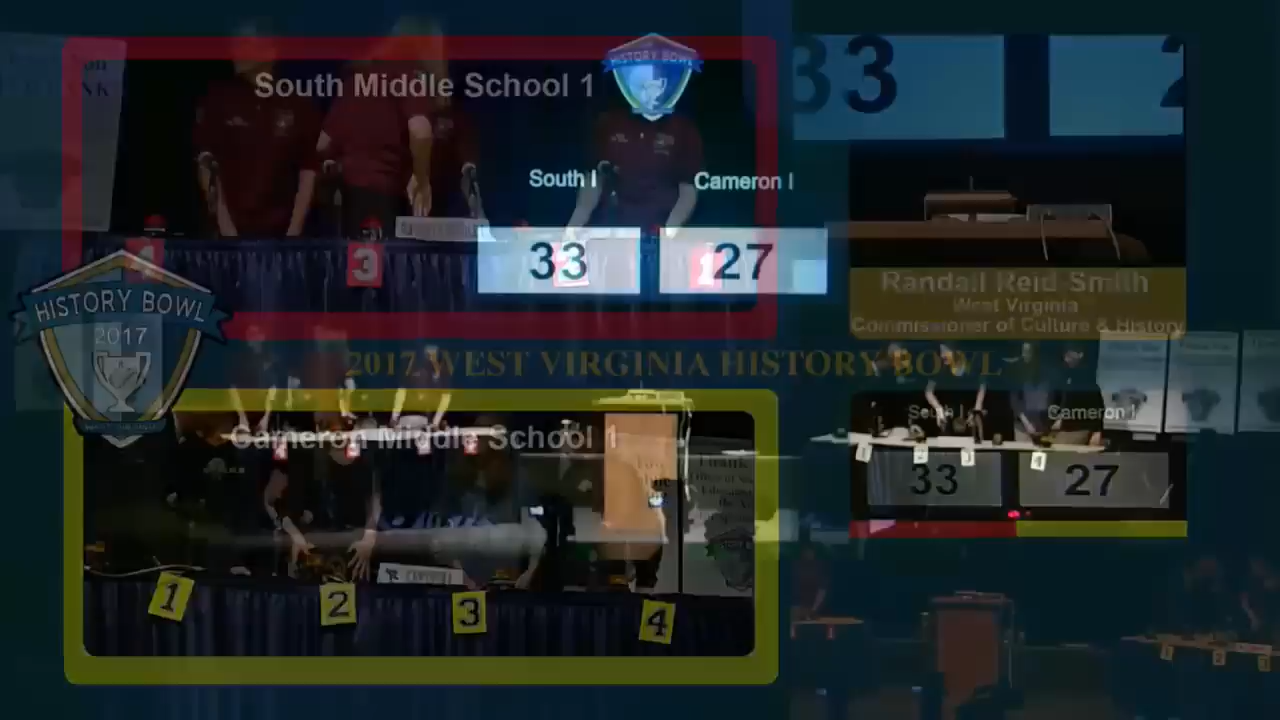 South Middle School 1
HISTORY BOWL
33
South I
Cameron I
33
27
3
HISTORY BOWL
2017
Randall Reid Smith
West Virginia
Commissioner of Culture & History
2017 WEST VIRGINIA HISTORY BOWL
Cameron Middle School 1
South I
Cameron I
33
27
1
2
3
4